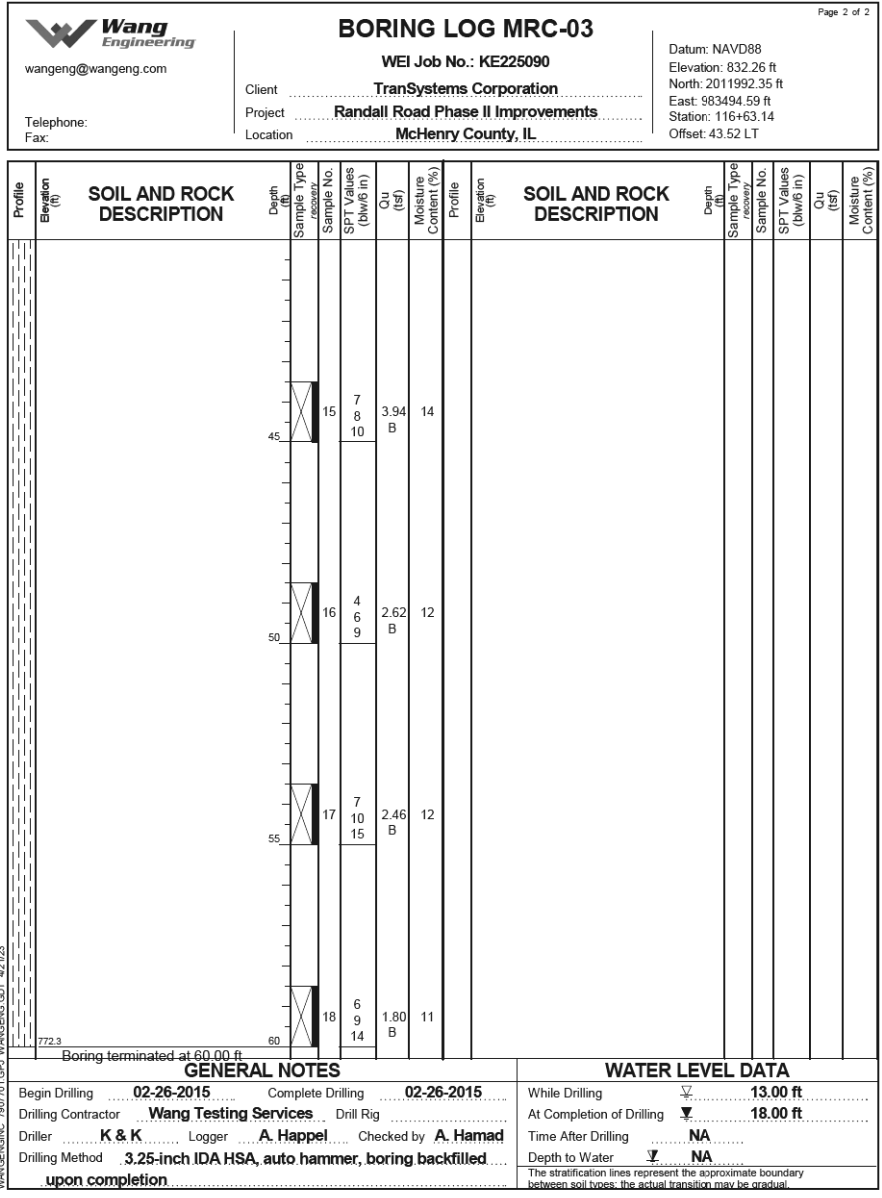 Page 2 of 2
Wang
Engineering
wangeng@wangeng.com
Telephone:
Fax:
BORING LOG MRC-03
WEI Job No.: KE225090
Client TranSystems Corporation
Project Randall Road Phase II Improvements
Location McHenry County, IL
Datum: NAVD88
Elevation: 832.26 ft
North: 2011992.35 ft
East: 983494.59 ft
Station: 116+63.14
Offset: 43.52 LT
Profile Elevation (ft) SOIL AND ROCK DESCRIPTION Depth (ft) Sample Type recovery Sample No. SPT Values (blw/6 in) Qu (tsf) Moisture Content (%) Profile Elevation (ft) SOIL AND ROCK DESCRIPTION Depth (ft) Sample Type recovery Sample No. SPT Values (blw/6 in) Qu (tsf) Moisture Content (%)
7
15 8 3.94 14
10 B
45
4
16 6 2.62 12
9 B
50
7
17 10 2.46 12
15 B
55
6
18 9 1.80 11
14 B
772.3 60
Boring terminated at 60.00 ft
GENERAL NOTES
Begin Drilling 02-26-2015 Complete Drilling 02-26-2015
Drilling Contractor Wang Testing Services Drill Rig
Driller K & K Logger A. Happel Checked by A. Hamad
Drilling Method 3.25-inch IDA HSA, auto hammer, boring backfilled
upon completion
WATER LEVEL DATA
While Drilling 13.00 ft
At Completion of Drilling 18.00 ft
Time After Drilling NA
Depth to Water NA
The stratification lines represent the approximate boundary
between soil types; the actual transition may be gradual.
WANGENG.GDT 4/21/23